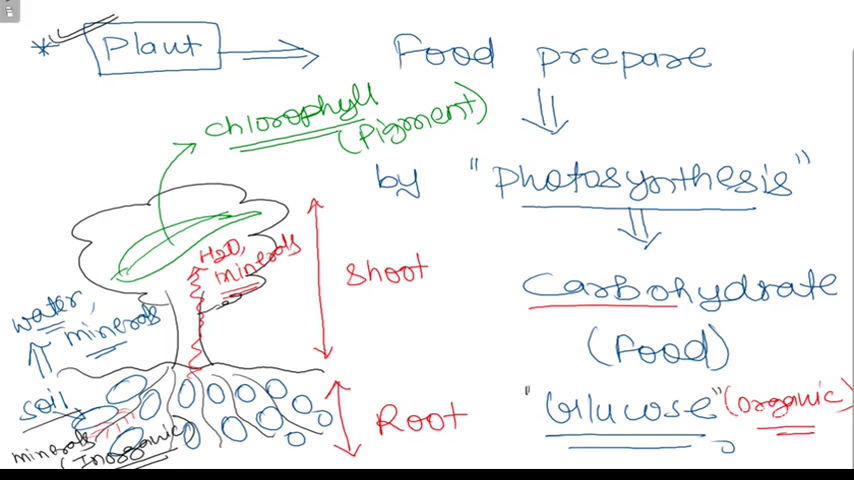 * Plant → Food prepare
chlorophyll
(Pigment)
by "Photosynthesis"
H2O,
minerals
shoot
Carbohydrate
(Food)
water,
minerals
"Glucose" (organic)
soil
Root
minerals
(Inorganic)